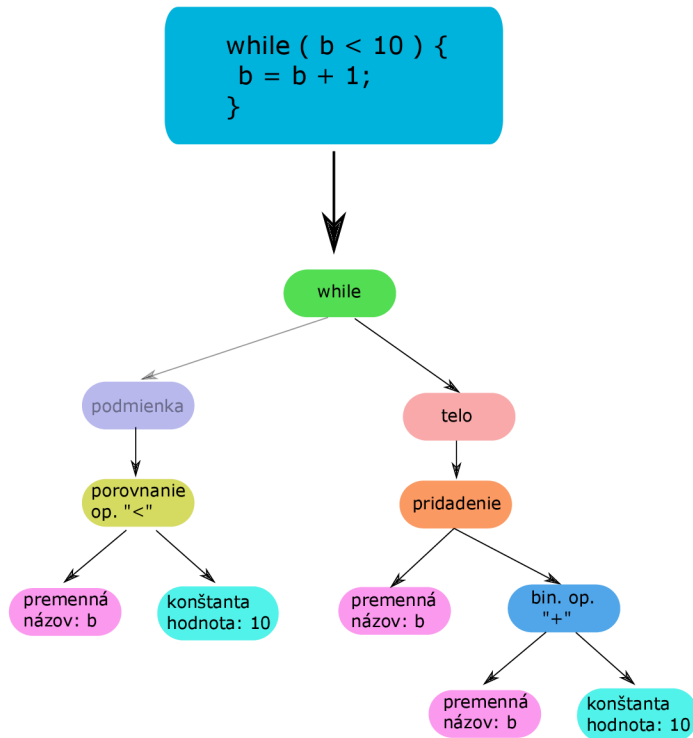 while ( b < 10 ) {
b = b + 1;
}
while
podmienka
telo
porovnanie
op. "<"
pridadenie
premenná
názov: b
konštanta
hodnota: 10
premenná
názov: b
bin. op.
"+"
premenná
názov: b
konštanta
hodnota: 10